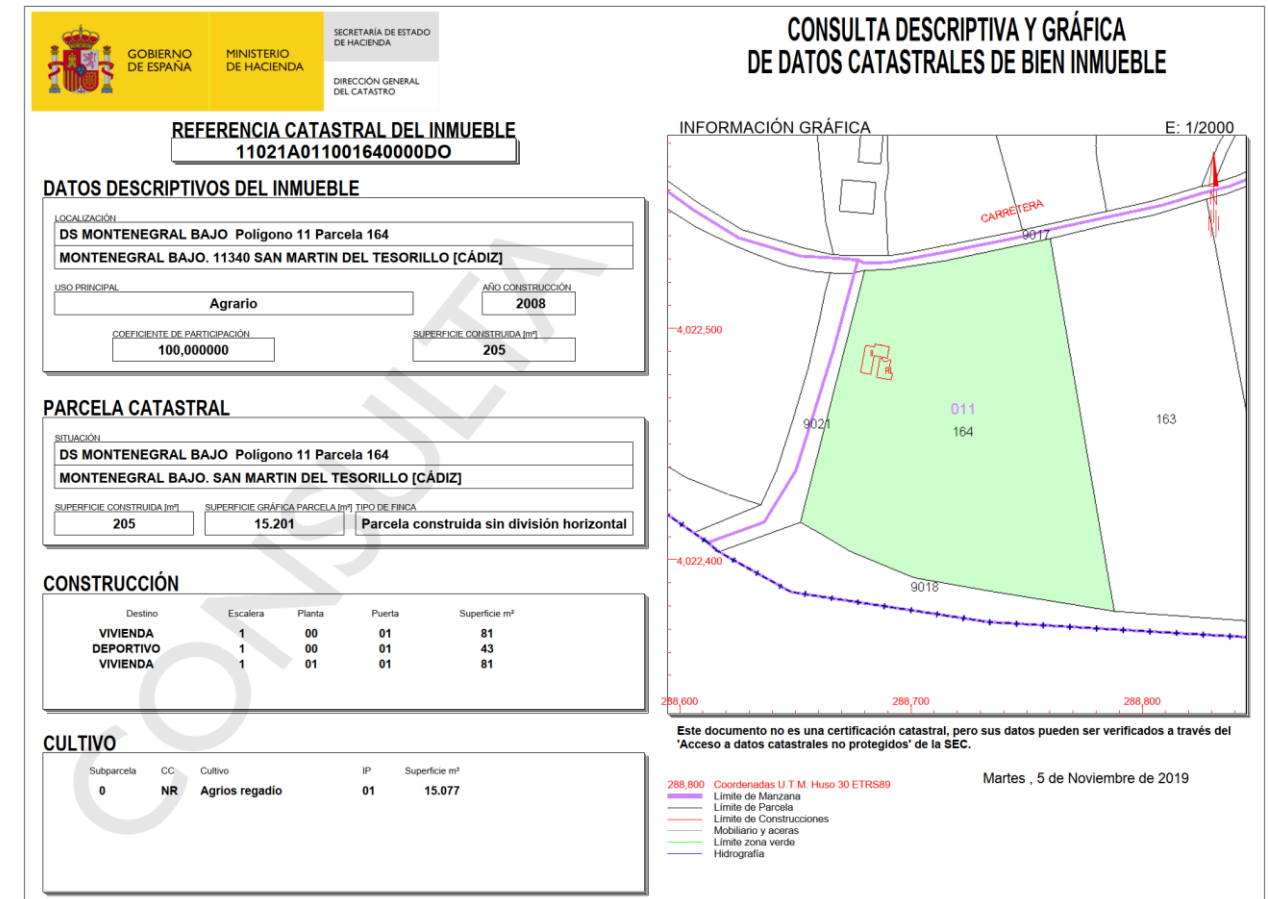 GOBIERNO
DE ESPAÑA
MINISTERIO
DE HACIENDA
SECRETARÍA DE ESTADO
DE HACIENDA
DIRECCIÓN GENERAL
DEL CATASTRO
CONSULTA DESCRIPTIVA Y GRÁFICA
DE DATOS CATASTRALES DE BIEN INMUEBLE
REFERENCIA CATASTRAL DEL INMUEBLE
11021A011001640000DO
DATOS DESCRIPTIVOS DEL INMUEBLE
LOCALIZACIÓN
DS MONTENEGRAL BAJO Polígono 11 Parcela 164
MONTENEGRAL BAJO. 11340 SAN MARTIN DEL TESORILLO [CÁDIZ]
USO PRINCIPAL
Agrario
AÑO CONSTRUCCIÓN
2008
COEFICIENTE DE PARTICIPACIÓN
100,000000
SUPERFICIE CONSTRUIDA [m²]
205
PARCELA CATASTRAL
SITUACIÓN
DS MONTENEGRAL BAJO Polígono 11 Parcela 164
MONTENEGRAL BAJO. SAN MARTIN DEL TESORILLO [CÁDIZ]
SUPERFICIE CONSTRUIDA [m²] SUPERFICIE GRÁFICA PARCELA [m²] TIPO DE FINCA
205 15.201 Parcela construida sin división horizontal
CONSTRUCCIÓN
Destino Escalera Planta Puerta Superficie m²
VIVIENDA 1 00 01 81
DEPORTIVO 1 00 01 43
VIVIENDA 1 01 01 81
CULTIVO
Subparcela CC Cultivo IP Superficie m²
0 NR Agrios regadío 01 15.077
CONSULTA
INFORMACIÓN GRÁFICA E: 1/2000
CARRETERA
9017
4,022,500
011
164
163
9021
4,022,400
9018
288,600 288,700 288,800
Este documento no es una certificación catastral, pero sus datos pueden ser verificados a través del
'Acceso a datos catastrales no protegidos' de la SEC.
288,800 Coordenadas U.T.M. Huso 30 ETRS89
Límite de Manzana
Límite de Parcela
Límite de Construcciones
Mobiliario y aceras
Límite zona verde
Hidrografía
Martes , 5 de Noviembre de 2019